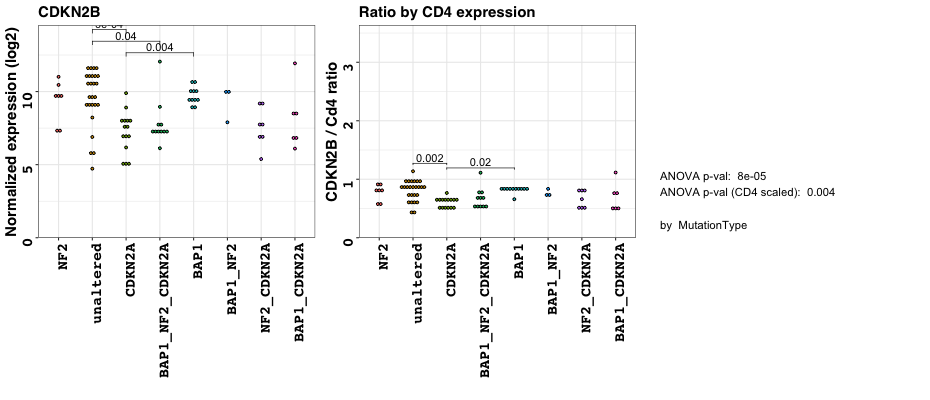 CDKN2B
Normalized expression (log2)
0
5
10
0.04
0.004
NF2
unaltered
CDKN2A
BAP1_NF2_CDKN2A
BAP1
BAP1_NF2
NF2_CDKN2A
BAP1_CDKN2A
Ratio by CD4 expression
CDKN2B / Cd4 ratio
0
1
2
3
0.002
0.02
NF2
unaltered
CDKN2A
BAP1_NF2_CDKN2A
BAP1
BAP1_NF2
NF2_CDKN2A
BAP1_CDKN2A
ANOVA p-val: 8e-05
ANOVA p-val (CD4 scaled): 0.004
by MutationType